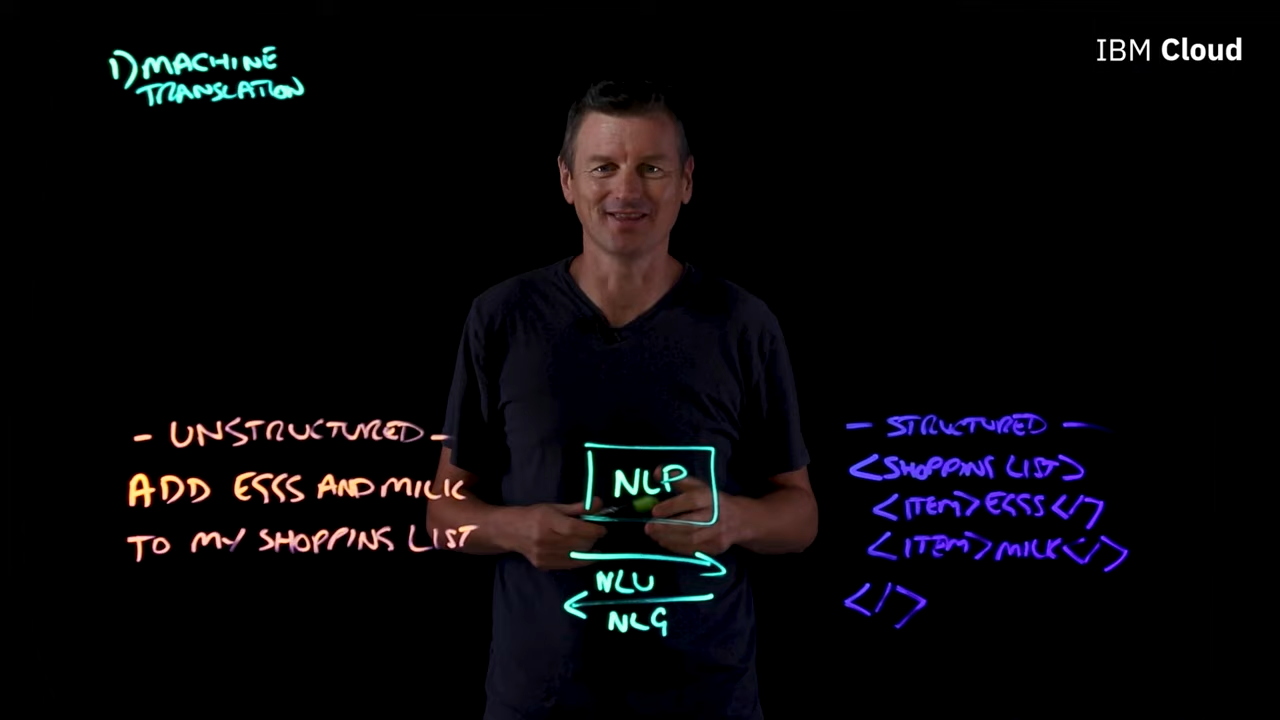 IBM Cloud
1) MACHINE
TRANSLATION
- UNSTRUCTURED -
ADD EGGS AND MILK
TO MY SHOPPING LIST
NLP
NLU
NLG
- STRUCTURED -
<SHOPPING LIST>
<ITEM>EGGS</>
<ITEM>MILK</>
</>